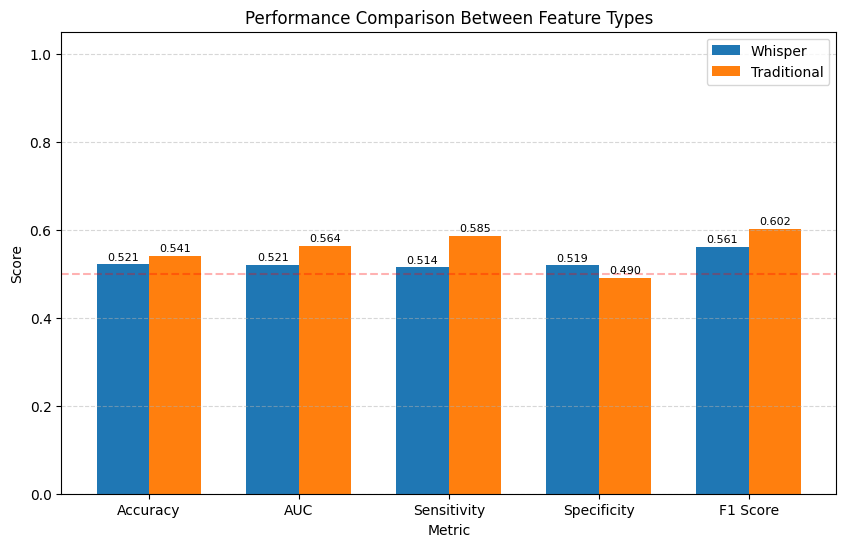 Performance Comparison Between Feature Types
Whisper
Traditional
Score
1.0
0.8
0.6
0.4
0.2
0.0
0.521
0.541
0.521
0.564
0.514
0.585
0.519
0.490
0.561
0.602
Accuracy
AUC
Sensitivity
Specificity
F1 Score
Metric